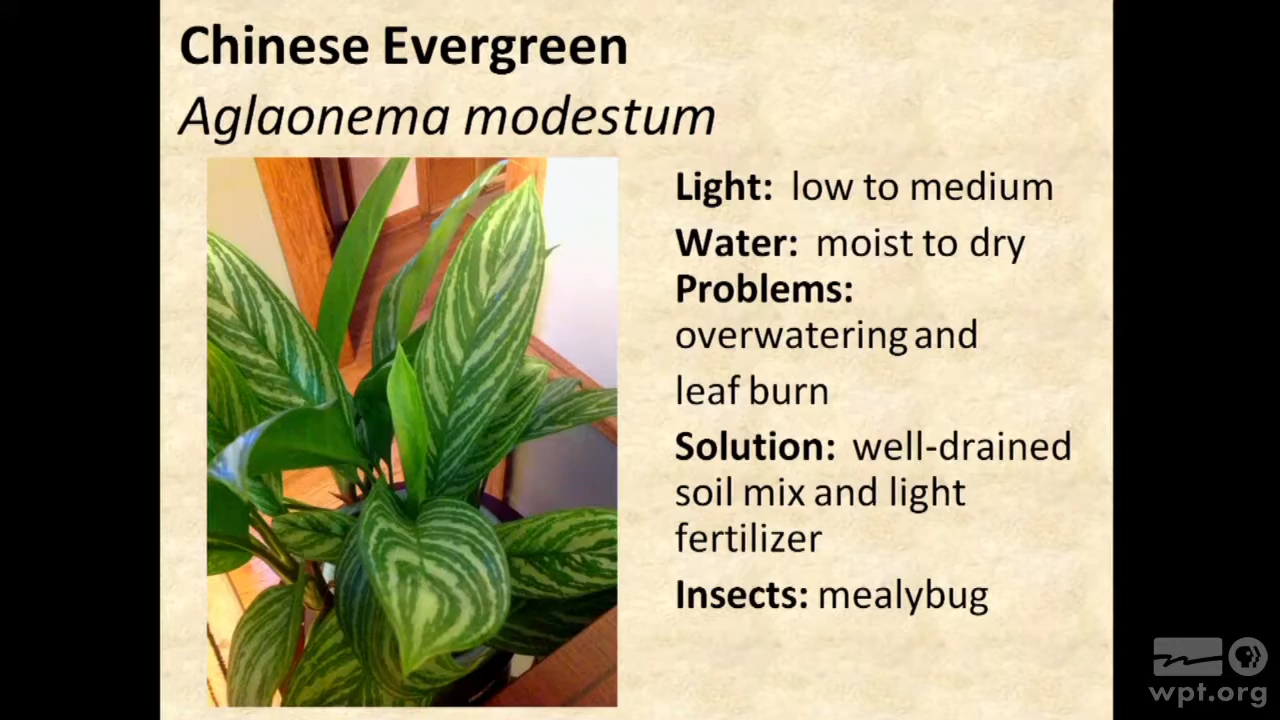 Chinese Evergreen
Aglaonema modestum
Light: low to medium
Water: moist to dry
Problems:
overwatering and
leaf burn
Solution: well-drained
soil mix and light
fertilizer
Insects: mealybug
wpt.org